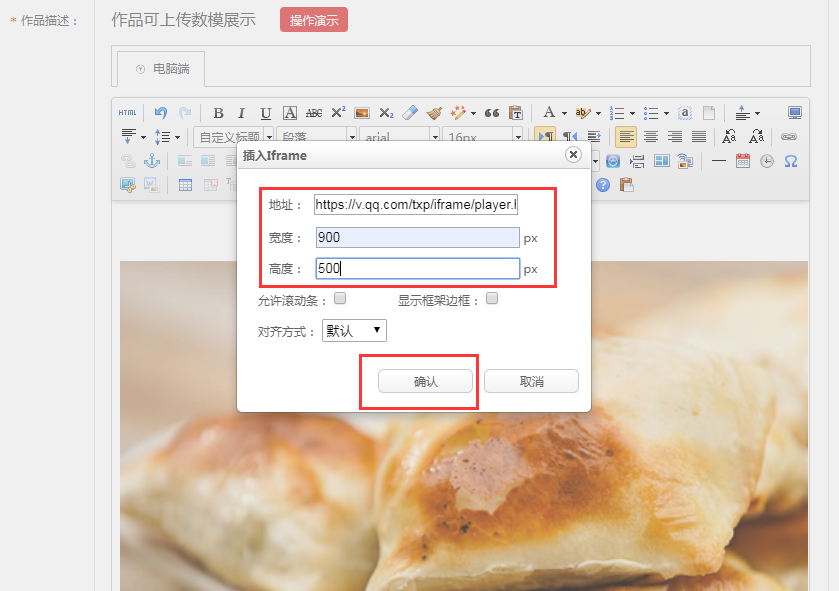 * 作品描述：
作品可上传数模展示
操作演示
电脑端
HTML
B I U A ABC X² X₂
自定义标题 段落 arial 16px
插入Iframe
地址： https://v.qq.com/txp/iframe/player.h
宽度： 900 px
高度： 500 px
允许滚动条： 显示框架边框：
对齐方式： 默认
确认 取消